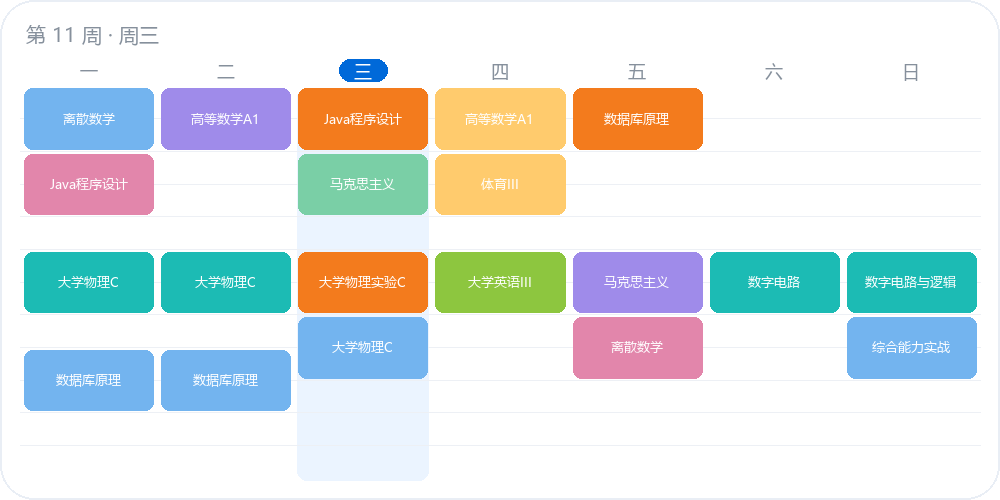 第 11 周 · 周三
一 二 三 四 五 六 日
离散数学 高等数学A1 Java程序设计 高等数学A1 数据库原理
Java程序设计 马克思主义 体育III
大学物理C 大学物理C 大学物理实验C 大学英语III 马克思主义 数字电路 数字电路与逻辑
大学物理C 离散数学 综合能力实战
数据库原理 数据库原理